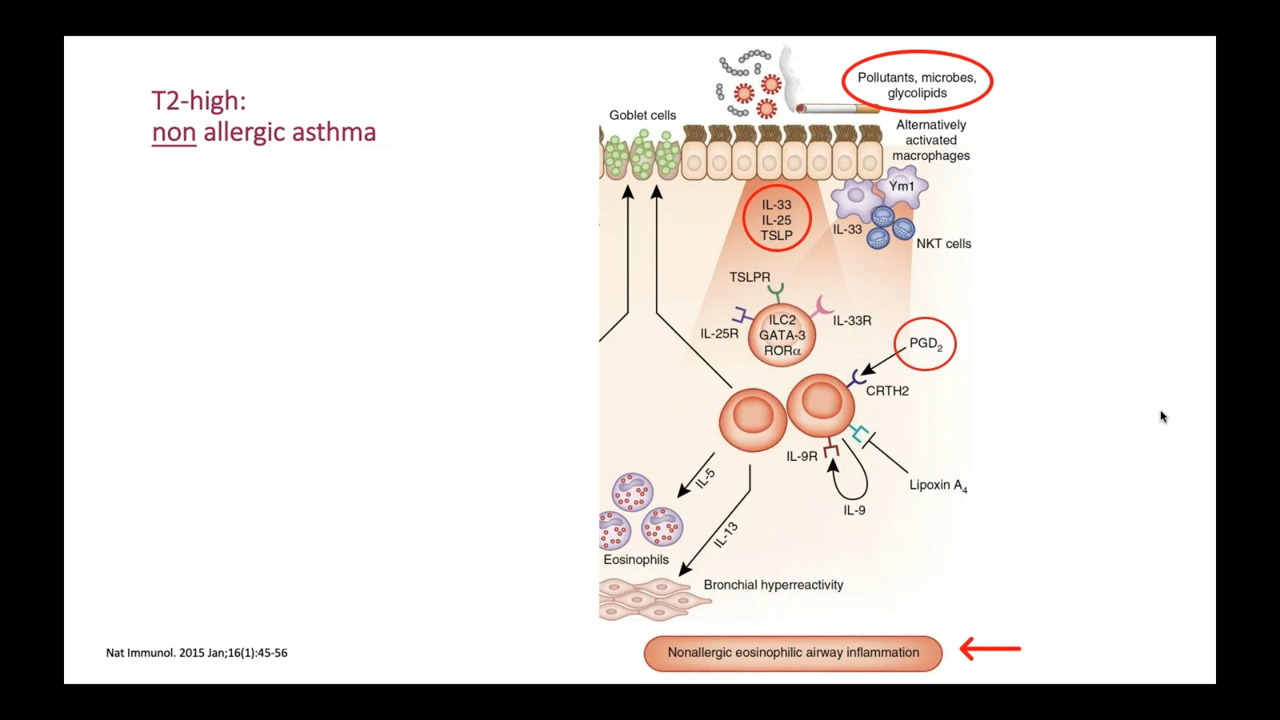 T2-high:
non allergic asthma
Pollutants, microbes,
glycolipids
Goblet cells
Alternatively
activated
macrophages
Ym1
IL-33
IL-25
TSLP
IL-33
NKT cells
TSLPR
IL-25R
ILC2
GATA-3
RORα
IL-33R
PGD2
CRTH2
IL-9R
IL-5
Lipoxin A4
IL-9
IL-13
Eosinophils
Bronchial hyperreactivity
Nat Immunol. 2015 Jan;16(1):45-56
Nonallergic eosinophilic airway inflammation